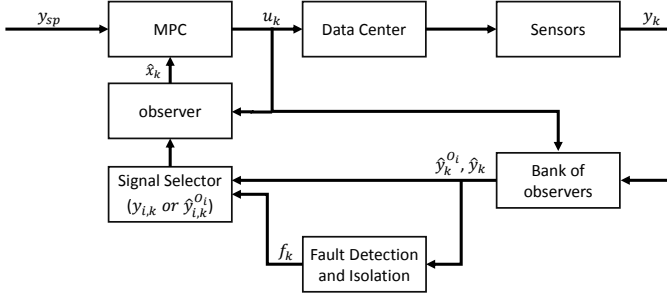 y_sp
MPC
u_k
Data Center
Sensors
y_k
x̂_k
observer
Signal Selector
(y_{i,k} or ŷ_{i,k}^{O_i})
ŷ_k^{O_i}, ŷ_k
Bank of
observers
f_k
Fault Detection
and Isolation